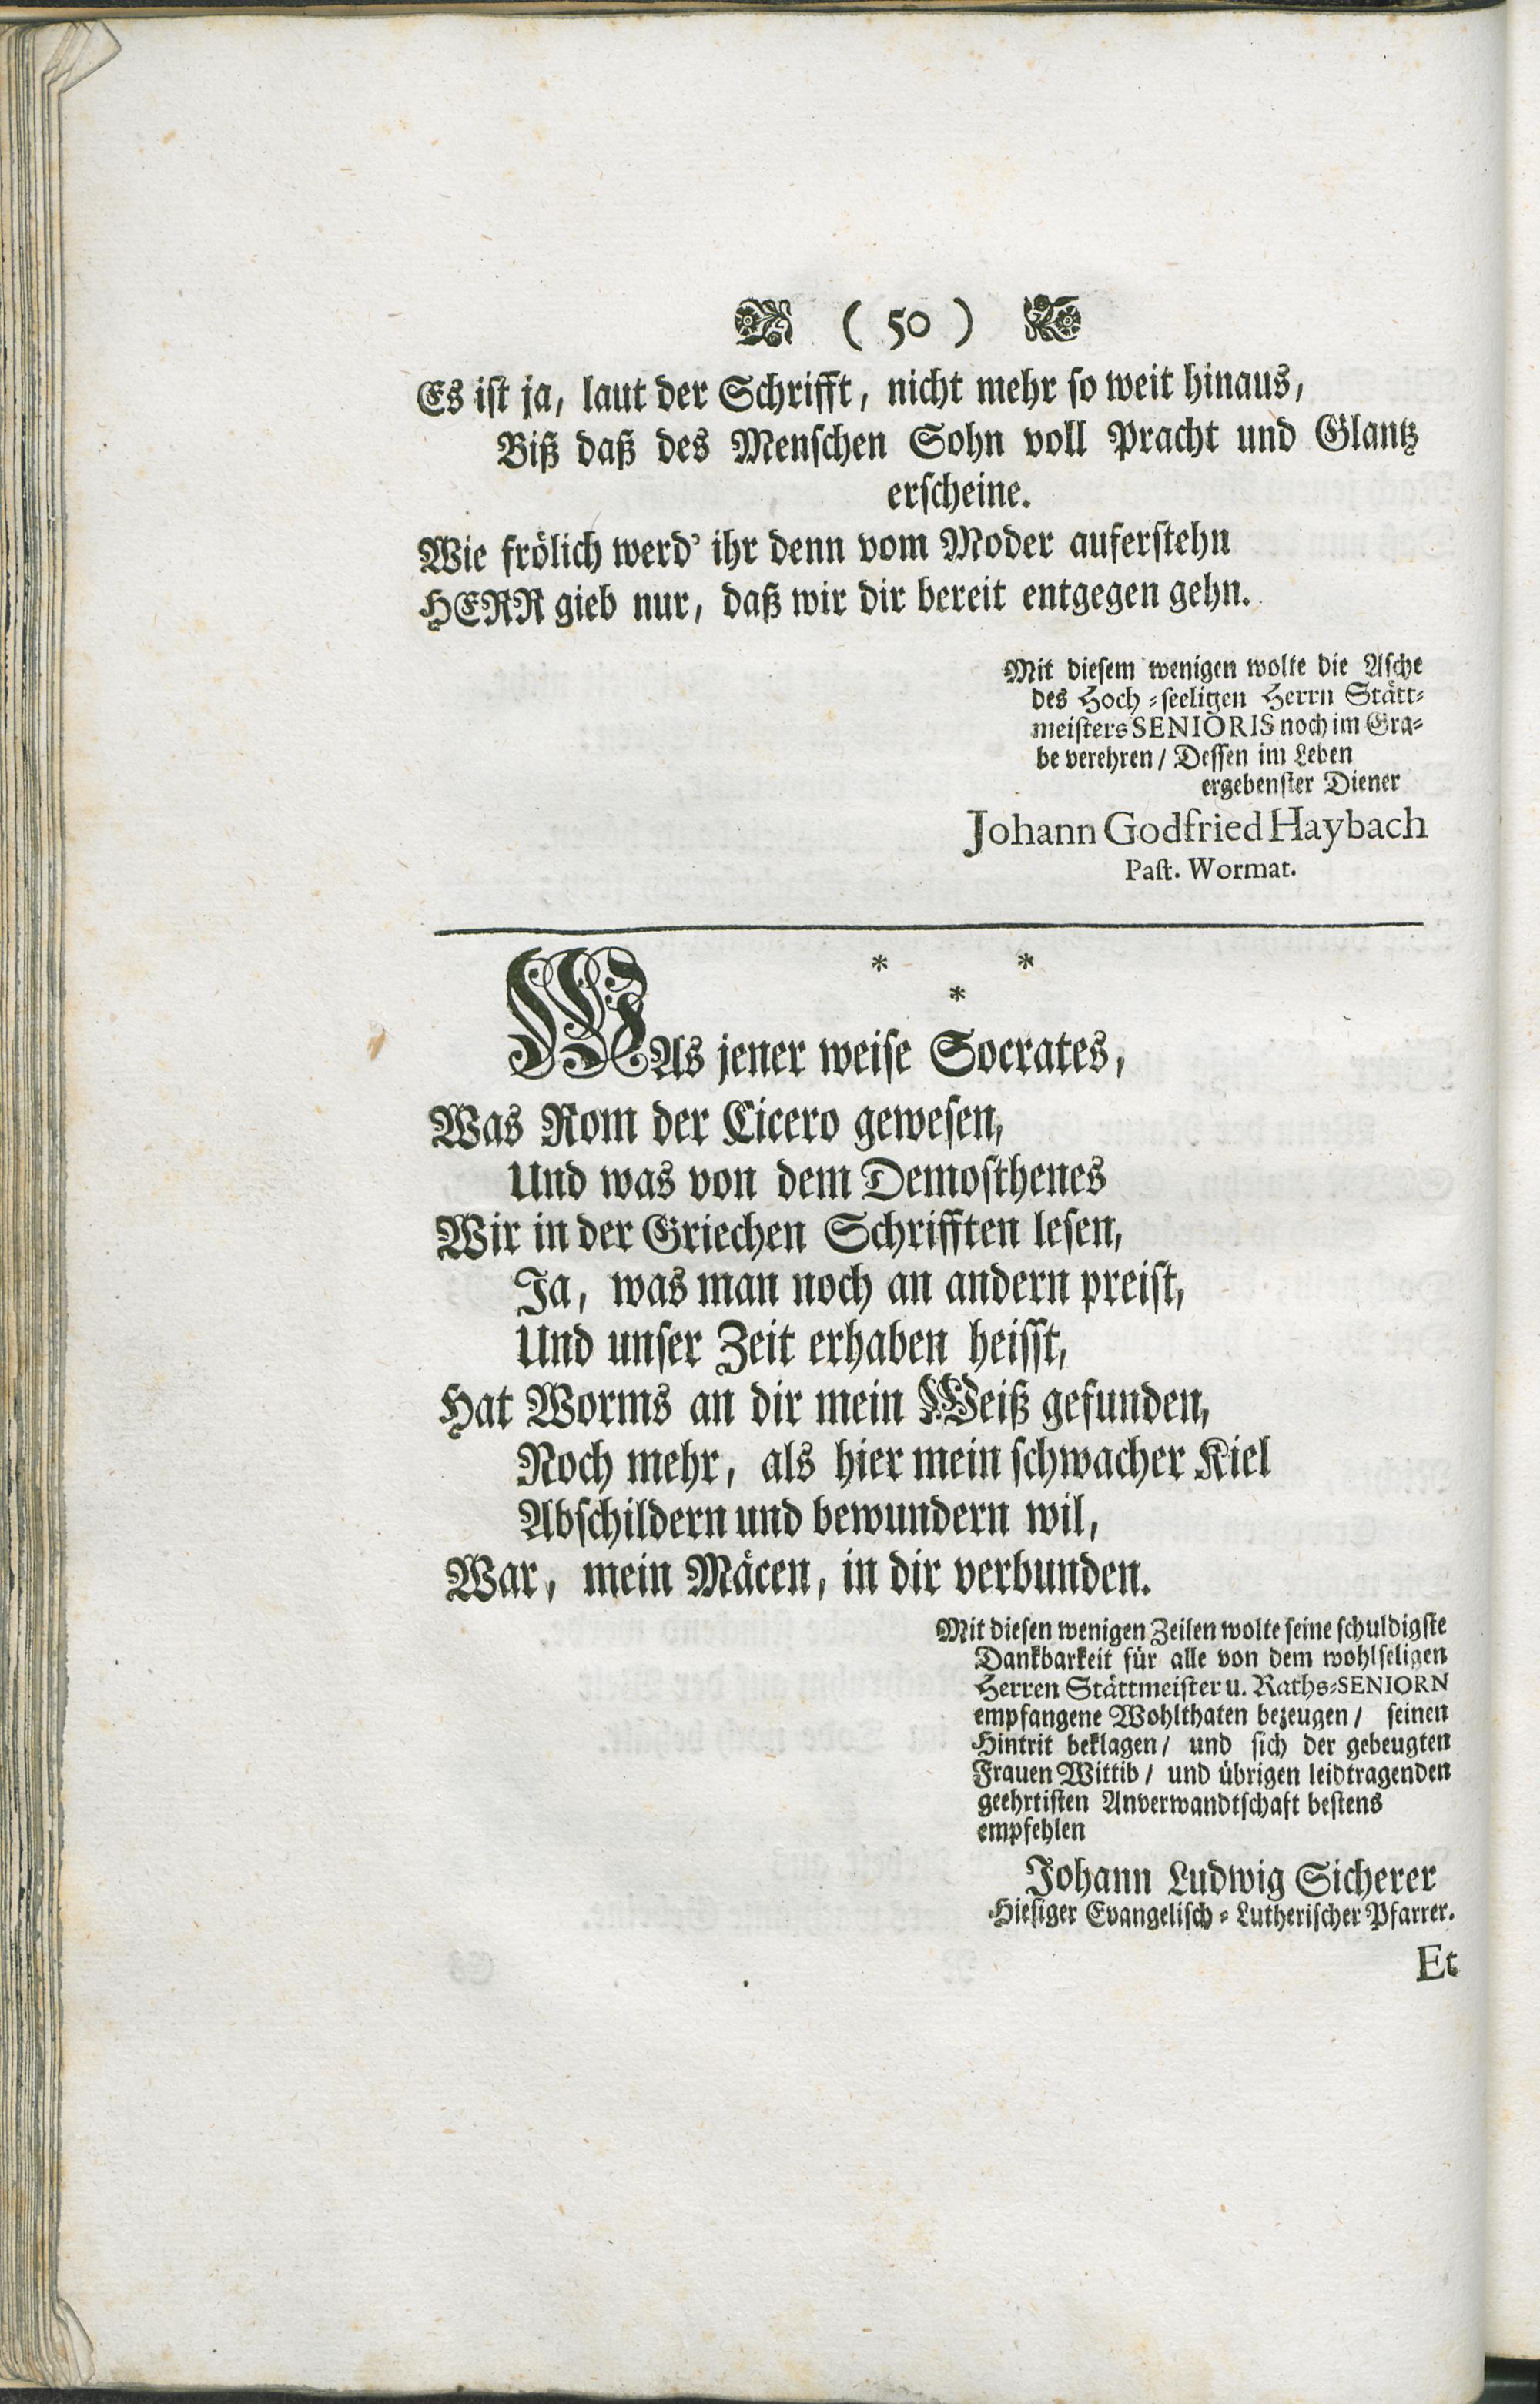 ( 50 )
Es ist ja, laut der Schrifft, nicht mehr so weit hinaus,
Biß daß des Menschen Sohn voll Pracht und Glantz
erscheine.
Wie frölich werd' ihr denn vom Moder auferstehn
HERR gieb nur, daß wir dir bereit entgegen gehn.
Mit diesem wenigen wolte die Asche
des Hoch-seeligen Herrn Stätt-
meisters SENIORIS noch im Gra-
be verehren/ Dessen im Leben
ergebenster Diener
Johann Godfried Haybach
Past. Wormat.
* *
*
WAs jener weise Socrates,
Was Rom der Cicero gewesen,
Und was von dem Demosthenes
Wir in der Griechen Schrifften lesen,
Ja, was man noch an andern preist,
Und unser Zeit erhaben heisst,
Hat Worms an dir mein Weiß gefunden,
Noch mehr, als hier mein schwacher Kiel
Abschildern und bewundern wil,
War, mein Mäcen, in dir verbunden.
Mit diesen wenigen Zeilen wolte seine schuldigste
Dankbarkeit für alle von dem wohlseligen
Herren Stättmeister u. Raths-SENIORN
empfangene Wohlthaten bezeugen/ seinen
Hintrit beklagen/ und sich der gebeugten
Frauen Wittib/ und übrigen leidtragenden
geehrtisten Anverwandtschaft bestens
empfehlen
Johann Ludwig Sicherer
Hiesiger Evangelisch-Lutherischer Pfarrer.
Et